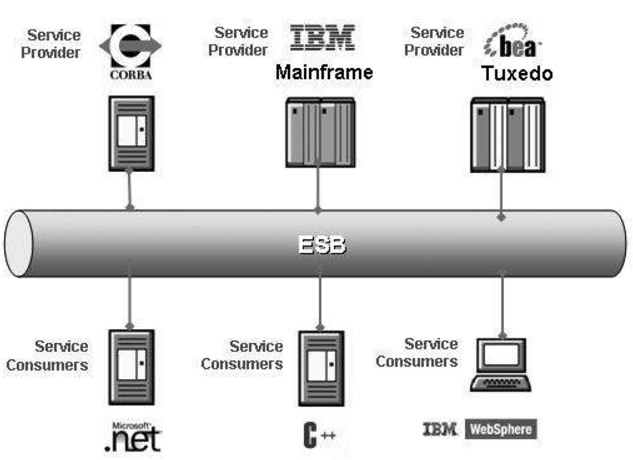 Service
Provider
CORBA
Service
Provider
IBM
Mainframe
Service
Provider
bea
Tuxedo
ESB
Service
Consumers
Microsoft
.net
Service
Consumers
C++
Service
Consumers
IBM WebSphere